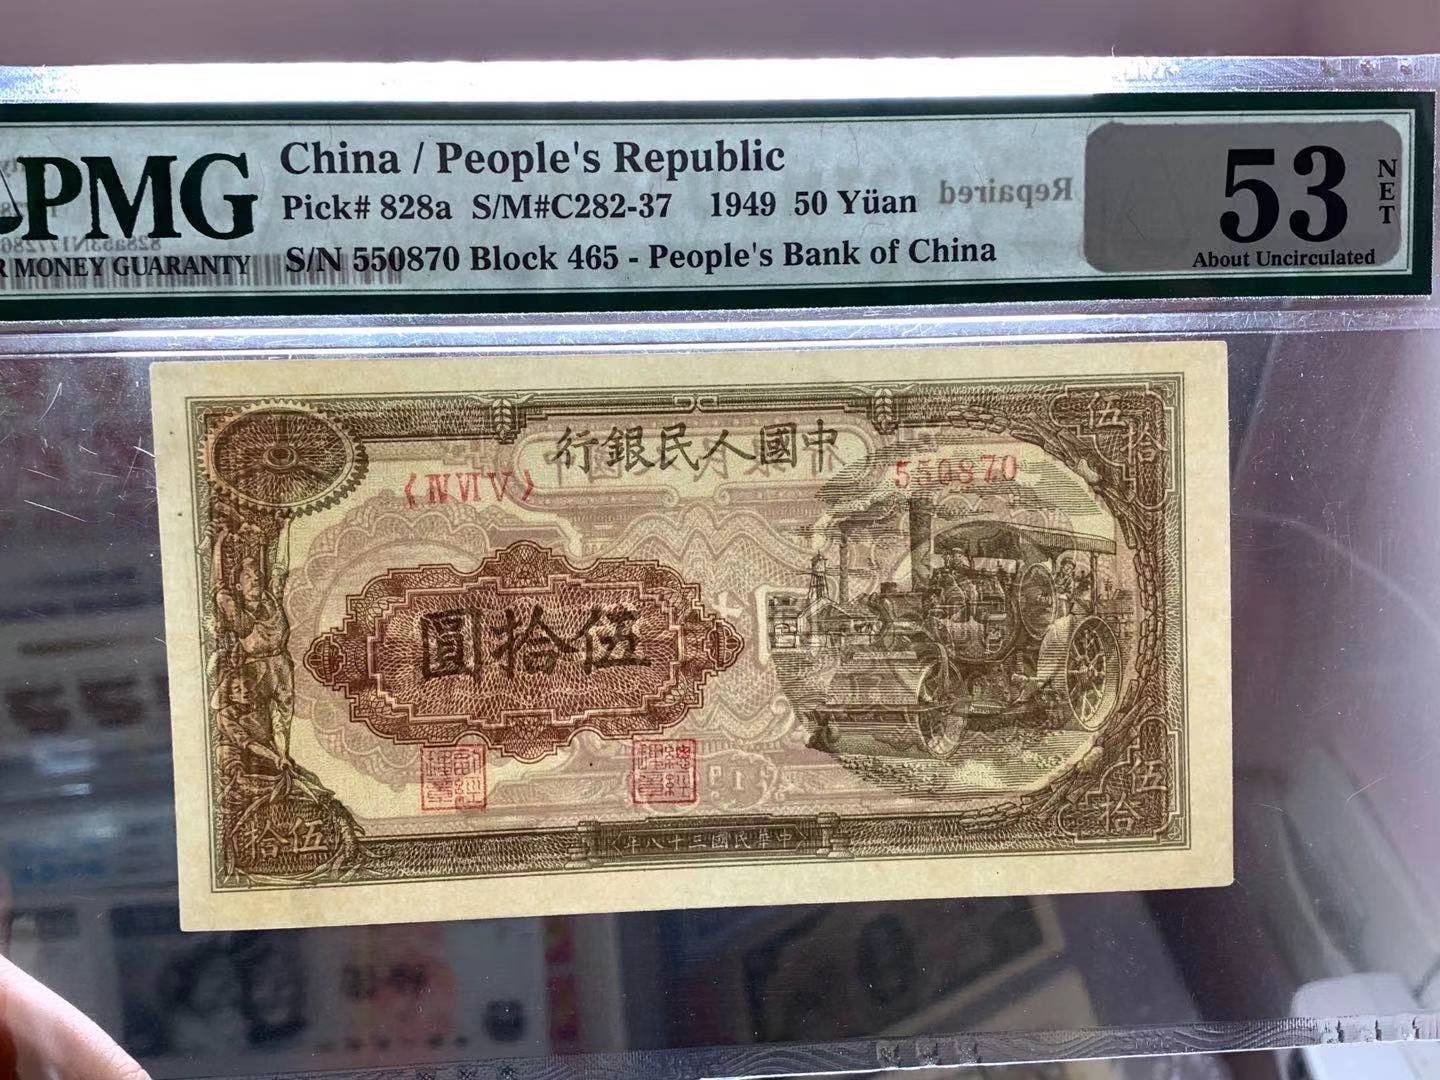 PMG
China / People's Republic
Pick# 828a S/M#C282-37 1949 50 Yüan
Repaired
53
NET
R MONEY GUARANTY
S/N 550870 Block 465 - People's Bank of China
About Uncirculated
行銀民人國中
《ⅣⅥⅤ》
550870
圓拾伍
伍拾
伍拾
拾伍
年八十三國民華中